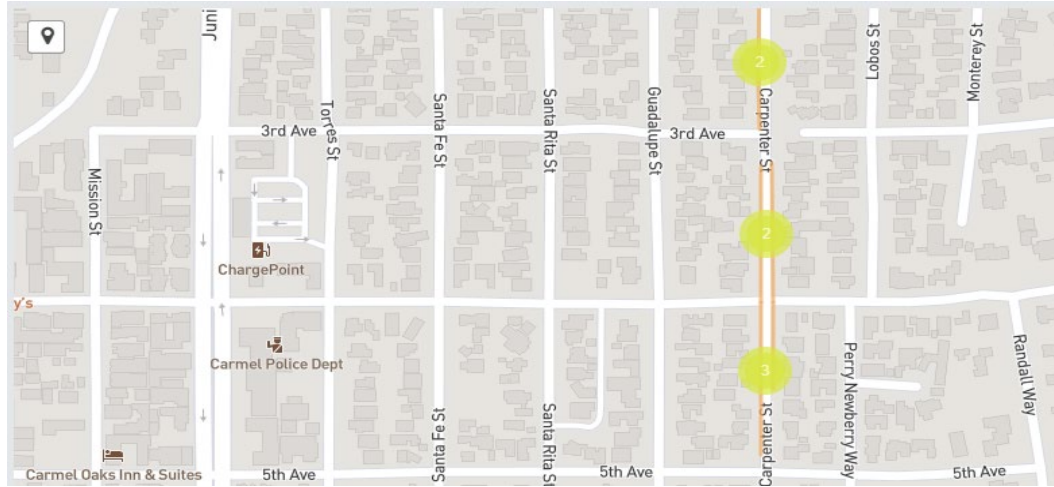 Juni
2
Lobos St
Monterey St
Carpenter St
Torres St
Santa Fe St
Santa Rita St
Guadalupe St
3rd Ave
3rd Ave
Mission St
2
ChargePoint
y's
Carmel Police Dept
3
Perry Newberry Way
Randall Way
Santa Fe St
Santa Rita St
Carpenter St
Carmel Oaks Inn & Suites
5th Ave
5th Ave
5th Ave